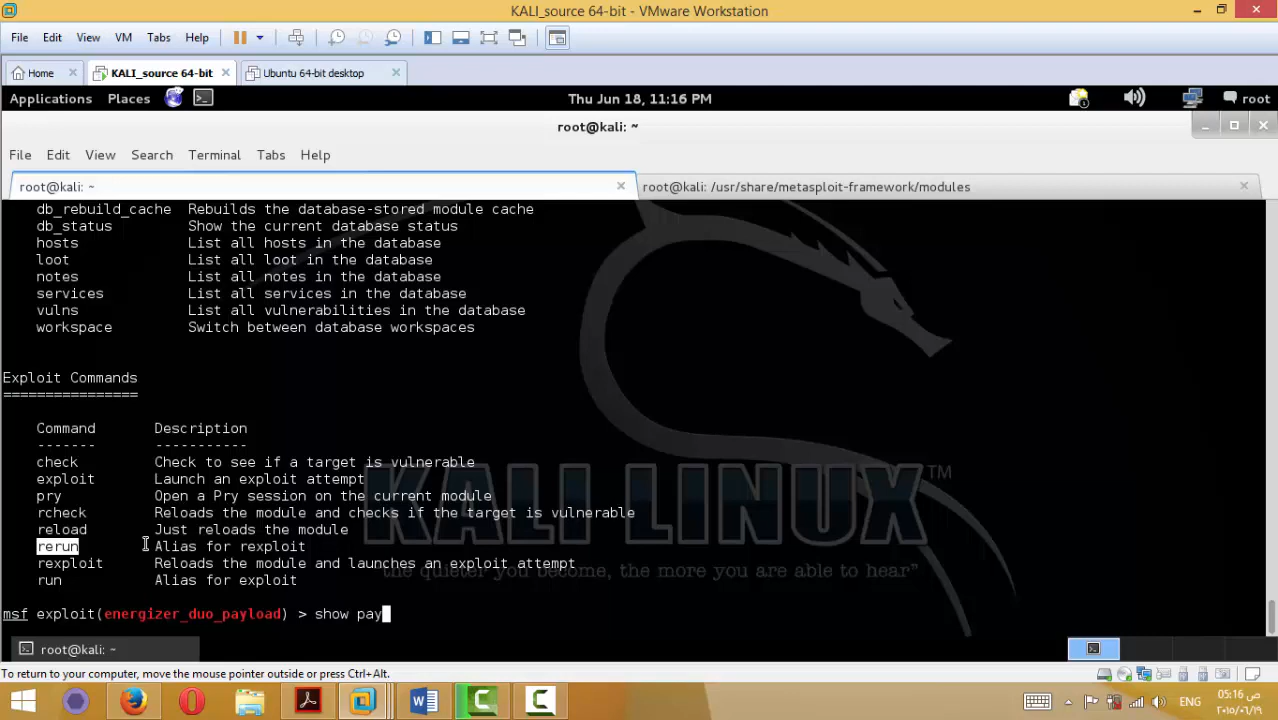 KALI_source 64-bit - VMware Workstation
File Edit View VM Tabs Help
Home KALI_source 64-bit Ubuntu 64-bit desktop
Applications Places Thu Jun 18, 11:16 PM root
root@kali: ~
File Edit View Search Terminal Tabs Help
root@kali: ~ root@kali: /usr/share/metasploit-framework/modules
db_rebuild_cache Rebuilds the database-stored module cache
db_status Show the current database status
hosts List all hosts in the database
loot List all loot in the database
notes List all notes in the database
services List all services in the database
vulns List all vulnerabilities in the database
workspace Switch between database workspaces
Exploit Commands
================
Command Description
------- -----------
check Check to see if a target is vulnerable
exploit Launch an exploit attempt
pry Open a Pry session on the current module
rcheck Reloads the module and checks if the target is vulnerable
reload Just reloads the module
rerun Alias for rexploit
rexploit Reloads the module and launches an exploit attempt
run Alias for exploit
KALI LINUX™
the quieter you become, the more you are able to hear”
msf exploit(energizer_duo_payload) > show pay
root@kali: ~
To return to your computer, move the mouse pointer outside or press Ctrl+Alt.
ENG 05:16 ص
٢٠١٥/٠٦/١٩